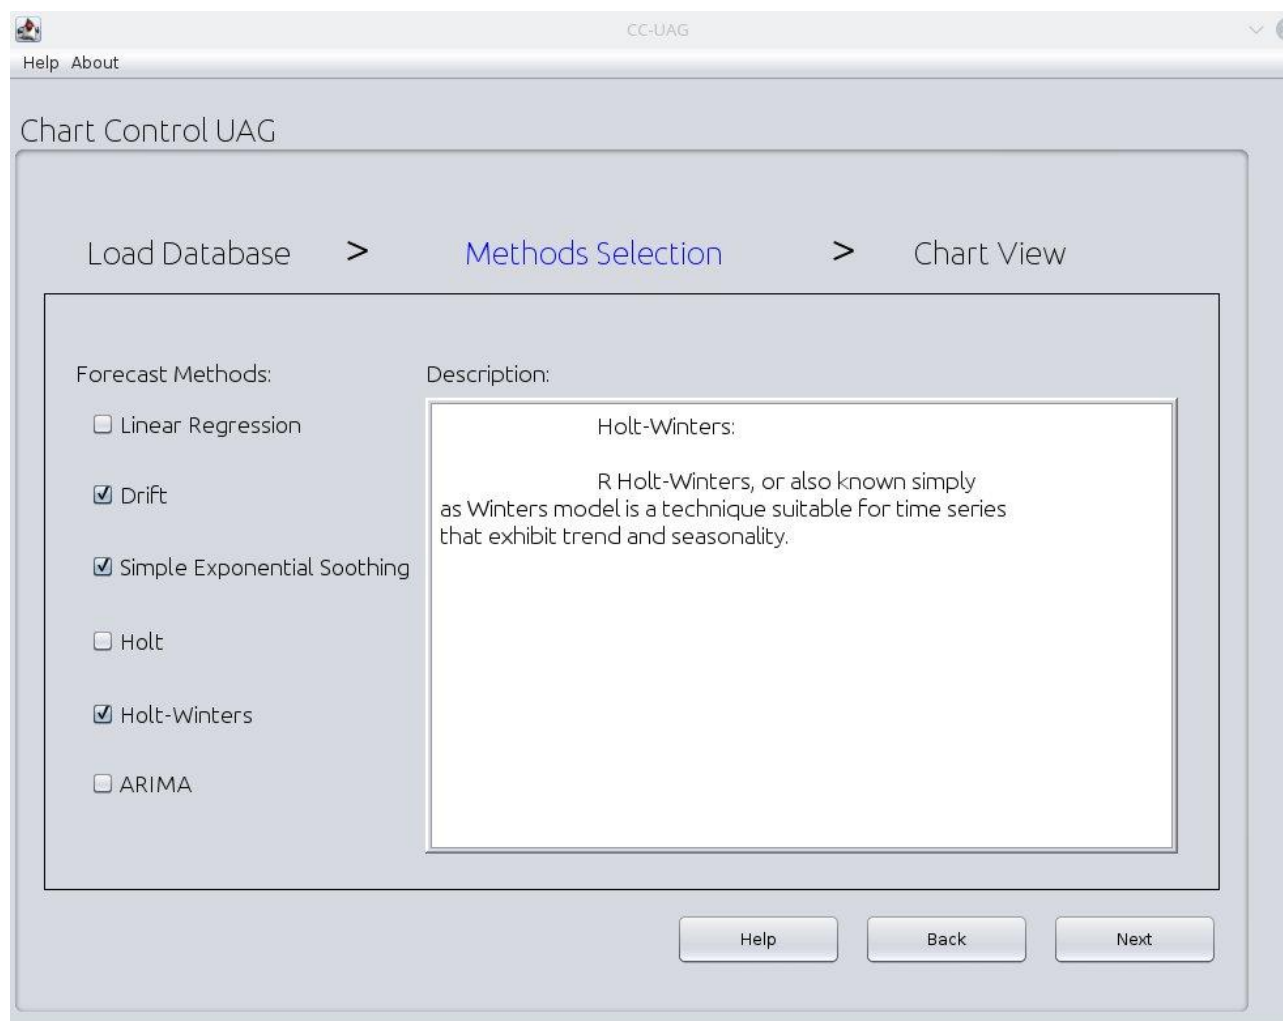 CC-UAG
Help About
Chart Control UAG
Load Database > Methods Selection > Chart View
Forecast Methods:
Description:
Linear Regression
Drift
Simple Exponential Soothing
Holt
Holt-Winters
ARIMA
Holt-Winters:
R Holt-Winters, or also known simply
as Winters model is a technique suitable for time series
that exhibit trend and seasonality.
Help
Back
Next